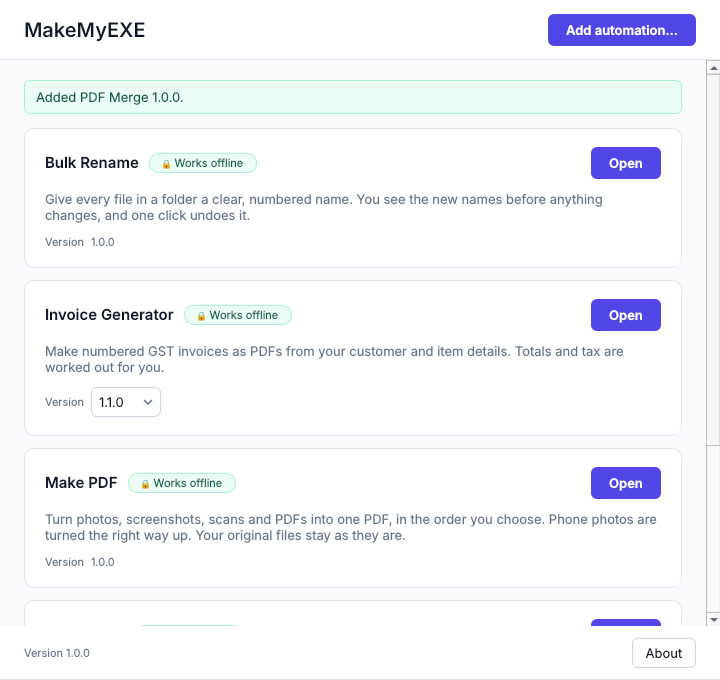 MakeMyEXE
Add automation...
Added PDF Merge 1.0.0.
Bulk Rename
Works offline
Open
Give every file in a folder a clear, numbered name. You see the new names before anything
changes, and one click undoes it.
Version 1.0.0
Invoice Generator
Works offline
Open
Make numbered GST invoices as PDFs from your customer and item details. Totals and tax are
worked out for you.
Version 1.1.0
Make PDF
Works offline
Open
Turn photos, screenshots, scans and PDFs into one PDF, in the order you choose. Phone photos are
turned the right way up. Your original files stay as they are.
Version 1.0.0
Version 1.0.0
About